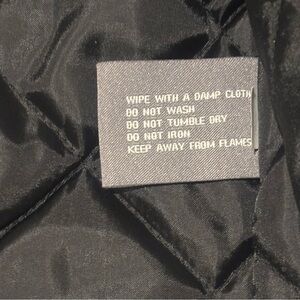 WIPE WITH A DAMP CLOTH
DO NOT WASH
DO NOT TUMBLE DRY
DO NOT IRON
KEEP AWAY FROM FLAMES